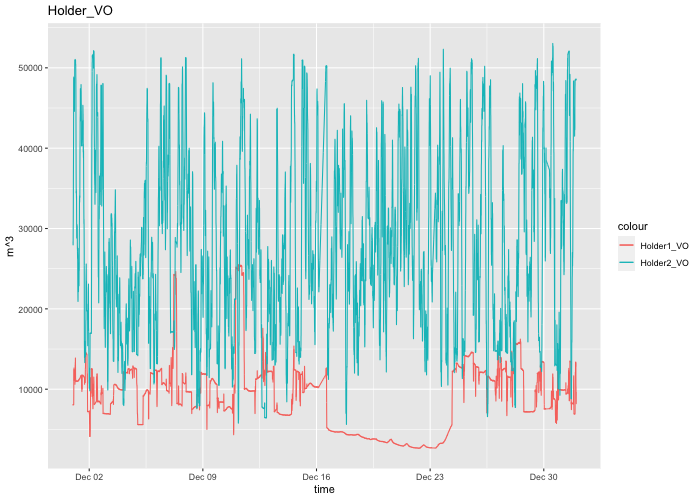 Holder_VO
50000
40000
30000
20000
10000
m^3
Dec 02
Dec 09
Dec 16
Dec 23
Dec 30
time
colour
Holder1_VO
Holder2_VO